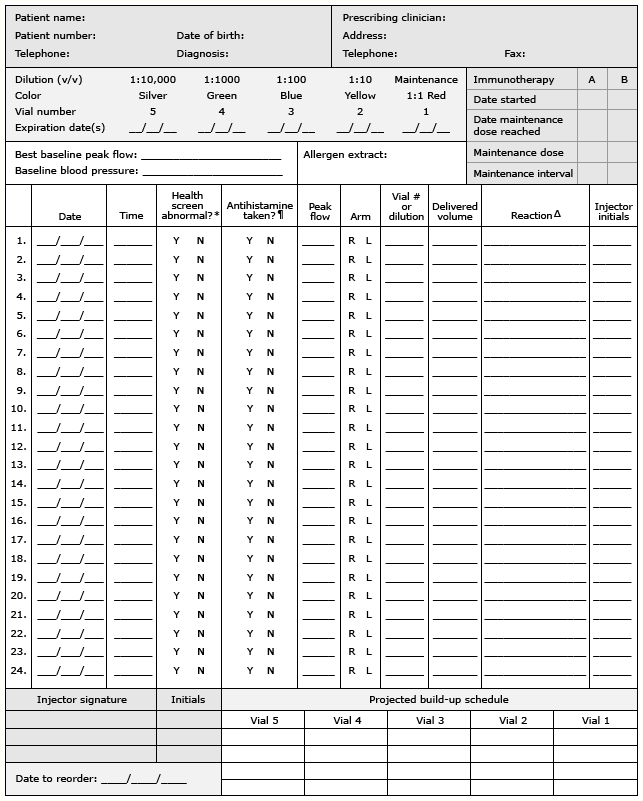 Patient name: Prescribing clinician:
Patient number: Date of birth: Address:
Telephone: Diagnosis: Telephone: Fax:
Dilution (v/v) 1:10,000 1:1000 1:100 1:10 Maintenance Immunotherapy A B
Color Silver Green Blue Yellow 1:1 Red Date started
Vial number 5 4 3 2 1 Date maintenance dose reached
Expiration date(s) __/__/__ __/__/__ __/__/__ __/__/__ __/__/__
Best baseline peak flow: ______________________ Allergen extract: Maintenance dose
Baseline blood pressure: ______________________ Maintenance interval
Date Time Health screen abnormal?* Antihistamine taken?¶ Peak flow Arm Vial # or dilution Delivered volume Reaction Δ Injector initials
1. ___/___/___ Y N Y N R L
2. ___/___/___ Y N Y N R L
3. ___/___/___ Y N Y N R L
4. ___/___/___ Y N Y N R L
5. ___/___/___ Y N Y N R L
6. ___/___/___ Y N Y N R L
7. ___/___/___ Y N Y N R L
8. ___/___/___ Y N Y N R L
9. ___/___/___ Y N Y N R L
10. ___/___/___ Y N Y N R L
11. ___/___/___ Y N Y N R L
12. ___/___/___ Y N Y N R L
13. ___/___/___ Y N Y N R L
14. ___/___/___ Y N Y N R L
15. ___/___/___ Y N Y N R L
16. ___/___/___ Y N Y N R L
17. ___/___/___ Y N Y N R L
18. ___/___/___ Y N Y N R L
19. ___/___/___ Y N Y N R L
20. ___/___/___ Y N Y N R L
21. ___/___/___ Y N Y N R L
22. ___/___/___ Y N Y N R L
23. ___/___/___ Y N Y N R L
24. ___/___/___ Y N Y N R L
Injector signature Initials Projected build-up schedule
Vial 5 Vial 4 Vial 3 Vial 2 Vial 1
Date to reorder: ____/____/____